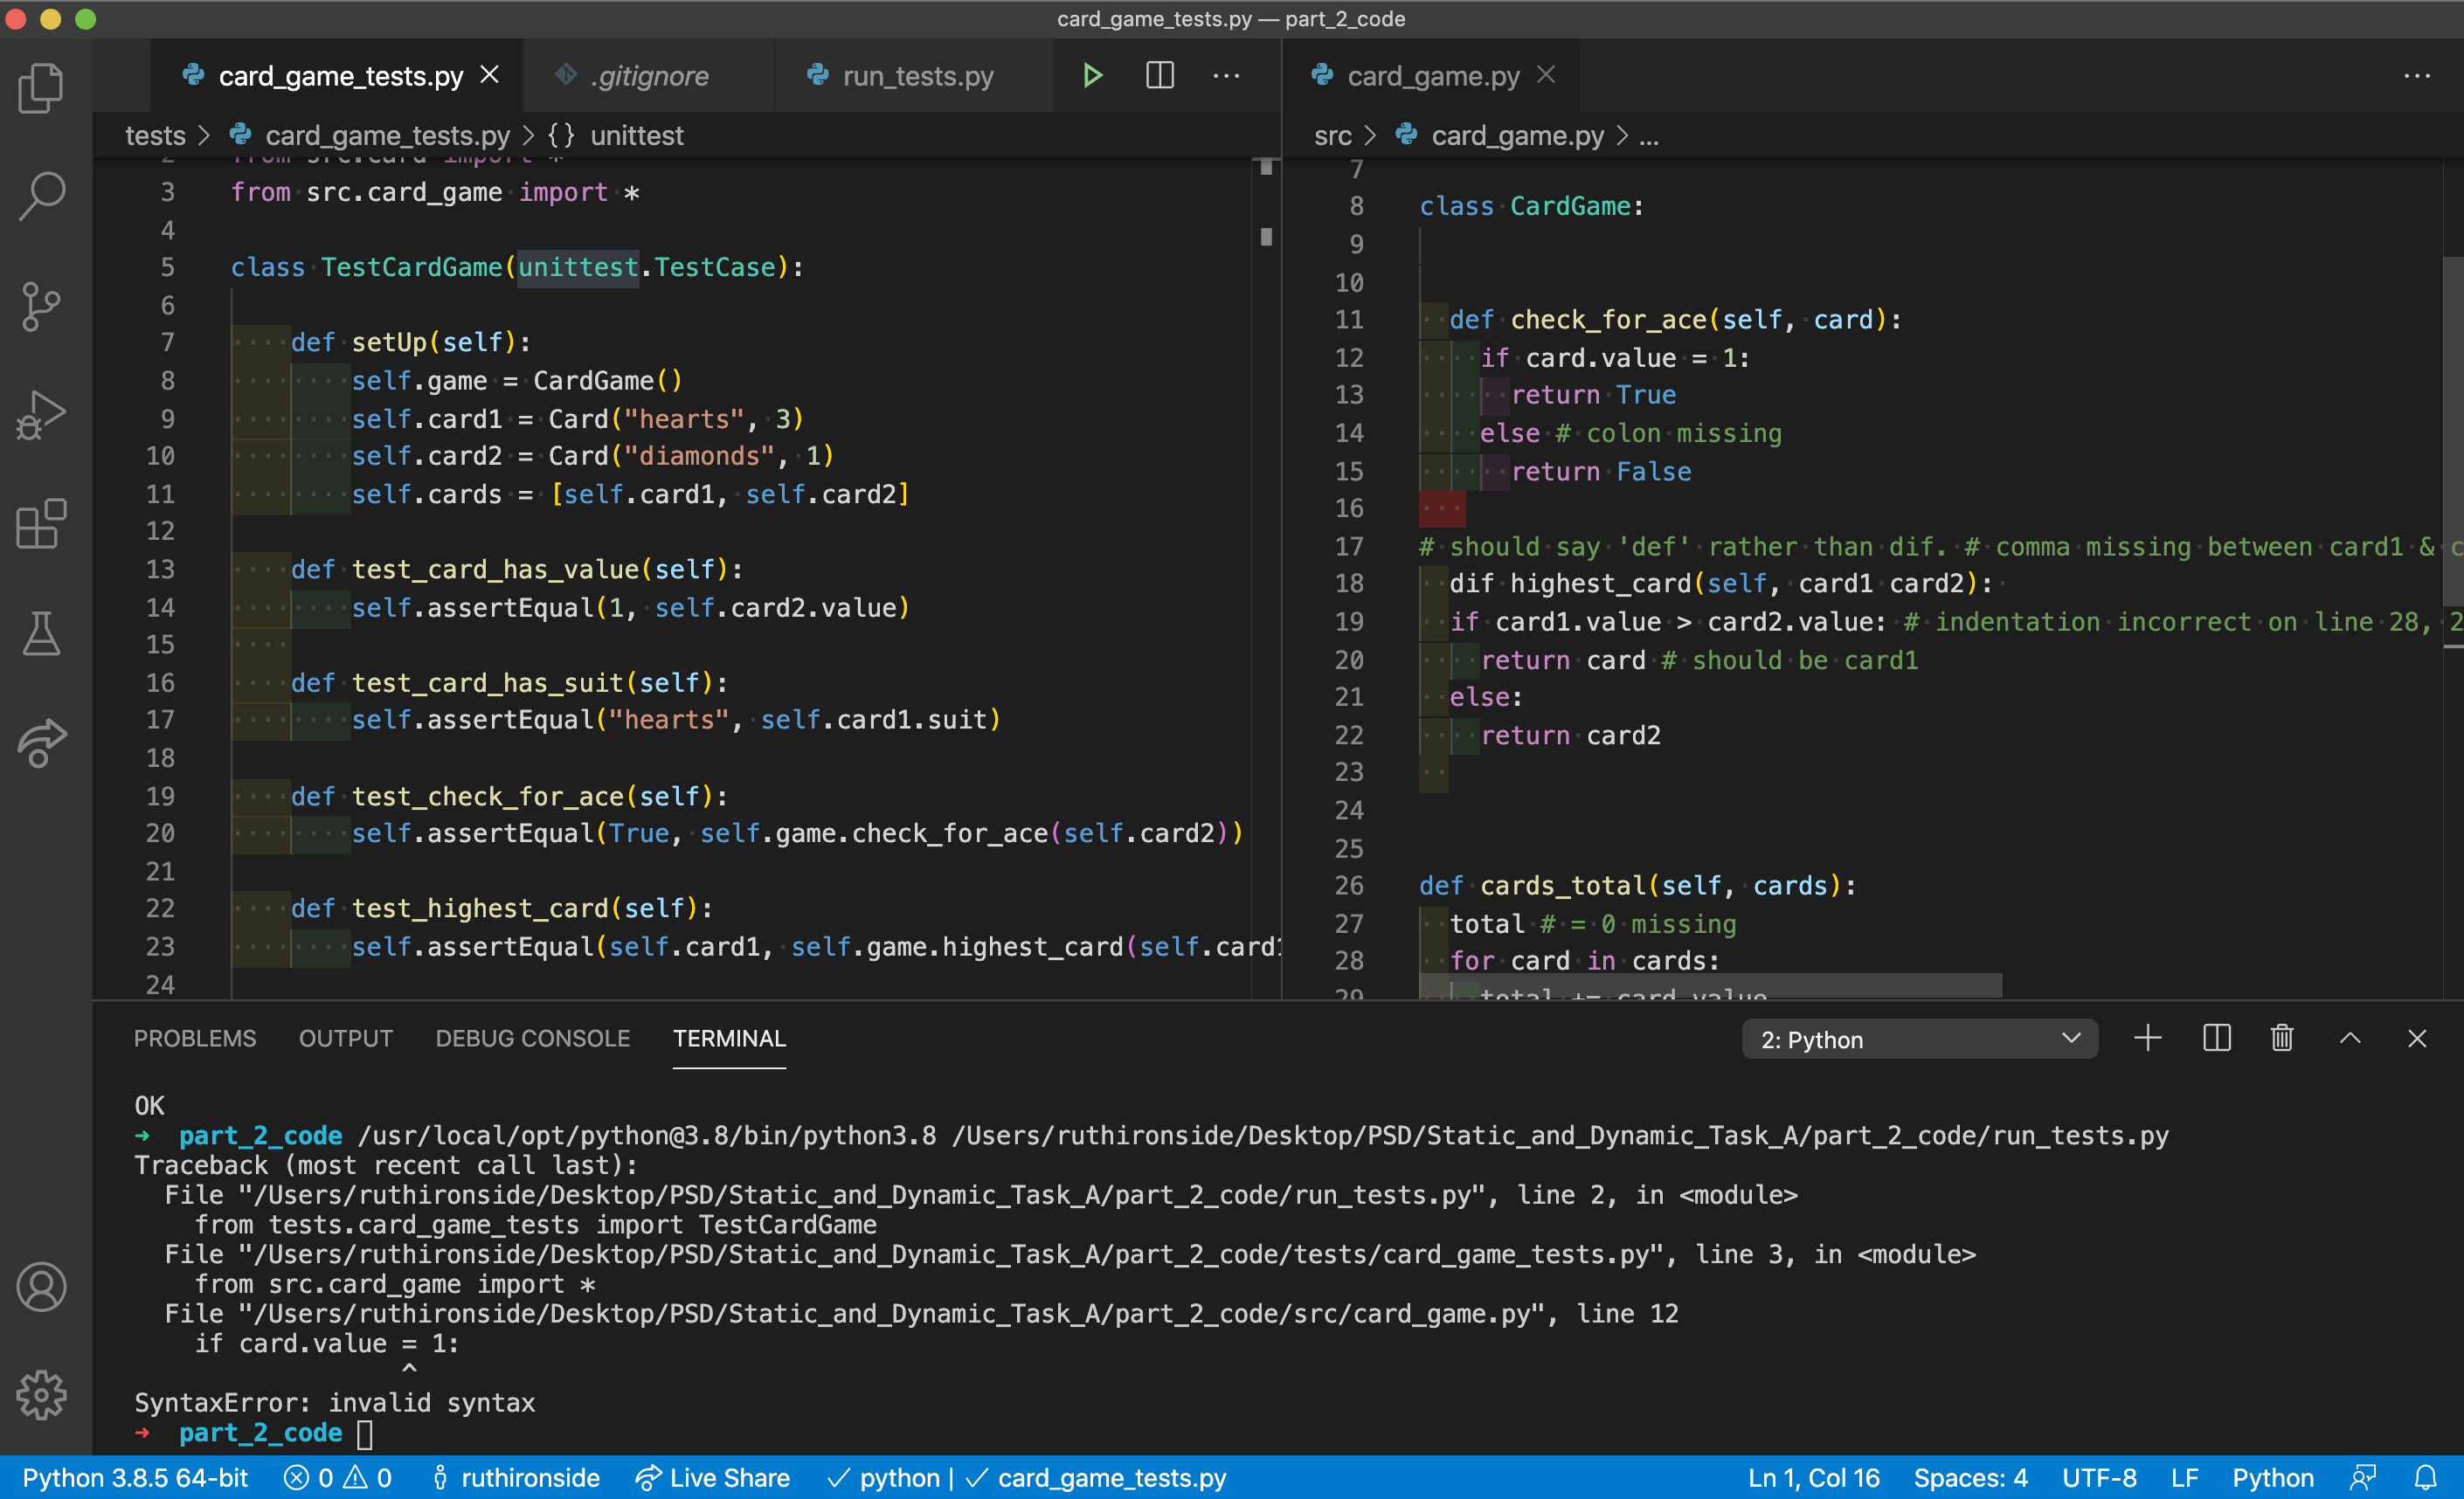 card_game_tests.py — part_2_code
card_game_tests.py
.gitignore
run_tests.py
tests > card_game_tests.py > {} unittest
2 from src.card import *
3 from src.card_game import *
4
5 class TestCardGame(unittest.TestCase):
6
7 def setUp(self):
8 self.game = CardGame()
9 self.card1 = Card("hearts", 3)
10 self.card2 = Card("diamonds", 1)
11 self.cards = [self.card1, self.card2]
12
13 def test_card_has_value(self):
14 self.assertEqual(1, self.card2.value)
15
16 def test_card_has_suit(self):
17 self.assertEqual("hearts", self.card1.suit)
18
19 def test_check_for_ace(self):
20 self.assertEqual(True, self.game.check_for_ace(self.card2))
21
22 def test_highest_card(self):
23 self.assertEqual(self.card1, self.game.highest_card(self.card1
24
card_game.py
src > card_game.py > ...
7
8 class CardGame:
9
10
11 def check_for_ace(self, card):
12 if card.value = 1:
13 return True
14 else # colon missing
15 return False
16
17 # should say 'def' rather than dif. # comma missing between card1 & c
18 dif highest_card(self, card1 card2):
19 if card1.value > card2.value: # indentation incorrect on line 28, 2
20 return card # should be card1
21 else:
22 return card2
23
24
25
26 def cards_total(self, cards):
27 total # = 0 missing
28 for card in cards:
29 total += card.value
PROBLEMS OUTPUT DEBUG CONSOLE TERMINAL
2: Python
OK
➜ part_2_code /usr/local/opt/python@3.8/bin/python3.8 /Users/ruthironside/Desktop/PSD/Static_and_Dynamic_Task_A/part_2_code/run_tests.py
Traceback (most recent call last):
File "/Users/ruthironside/Desktop/PSD/Static_and_Dynamic_Task_A/part_2_code/run_tests.py", line 2, in <module>
from tests.card_game_tests import TestCardGame
File "/Users/ruthironside/Desktop/PSD/Static_and_Dynamic_Task_A/part_2_code/tests/card_game_tests.py", line 3, in <module>
from src.card_game import *
File "/Users/ruthironside/Desktop/PSD/Static_and_Dynamic_Task_A/part_2_code/src/card_game.py", line 12
if card.value = 1:
^
SyntaxError: invalid syntax
➜ part_2_code
Python 3.8.5 64-bit 0 0 ruthironside Live Share ✓ python | ✓ card_game_tests.py Ln 1, Col 16 Spaces: 4 UTF-8 LF Python